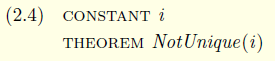 (2.4) CONSTANT i
THEOREM NotUnique(i)